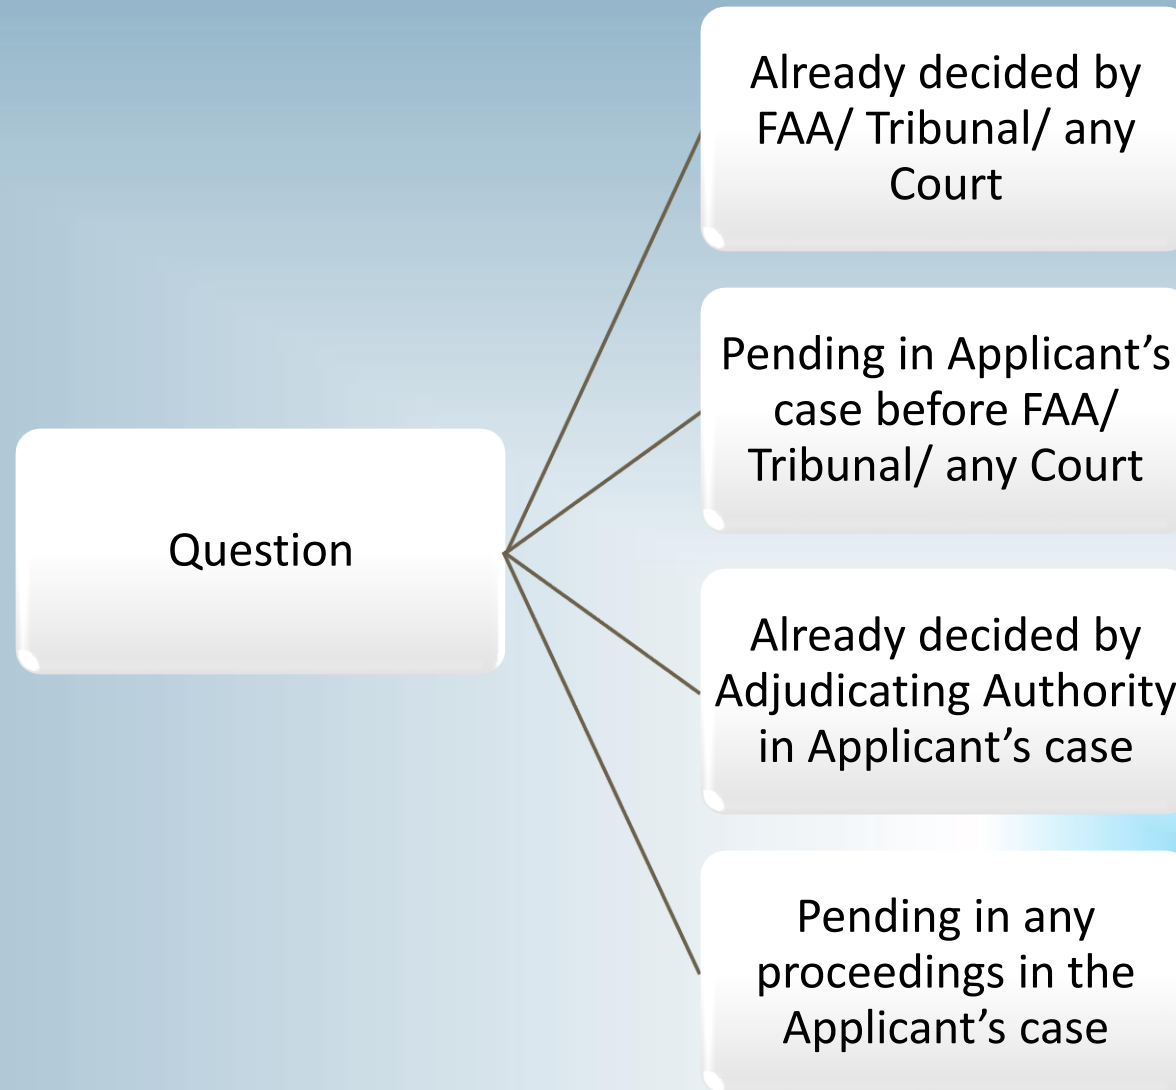 Already decided by
FAA/ Tribunal/ any
Court
Pending in Applicant’s
case before FAA/
Tribunal/ any Court
Question
Already decided by
Adjudicating Authority
in Applicant’s case
Pending in any
proceedings in the
Applicant’s case